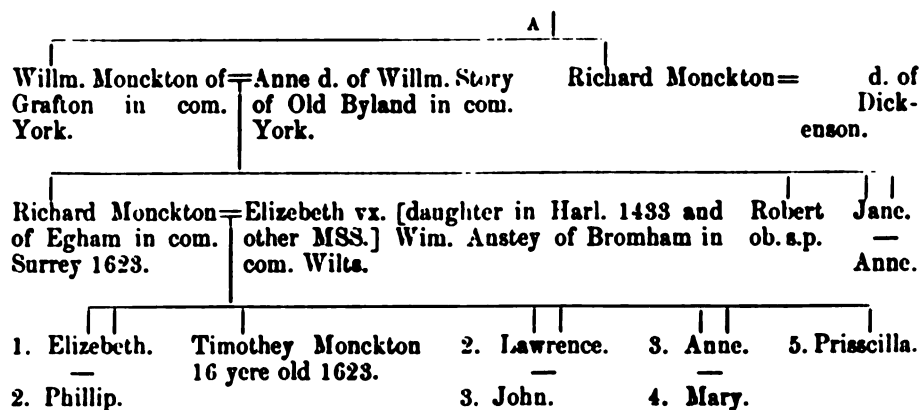 A
Willm. Monckton of = Anne d. of Willm. Story Richard Monckton = d. of
Grafton in com. of Old Byland in com. Dick-
York. York. enson.
Richard Monckton = Elizebeth vx. [daughter in Harl. 1433 and Robert Jane.
of Egham in com. other MSS.] Wim. Anstey of Bromham in ob. s.p. —
Surrey 1623. com. Wilts. Anne.
1. Elizebeth. Timothey Monckton 2. Lawrence. 3. Anne. 5. Prisscilla.
— 16 yere old 1623. — —
2. Phillip. 3. John. 4. Mary.